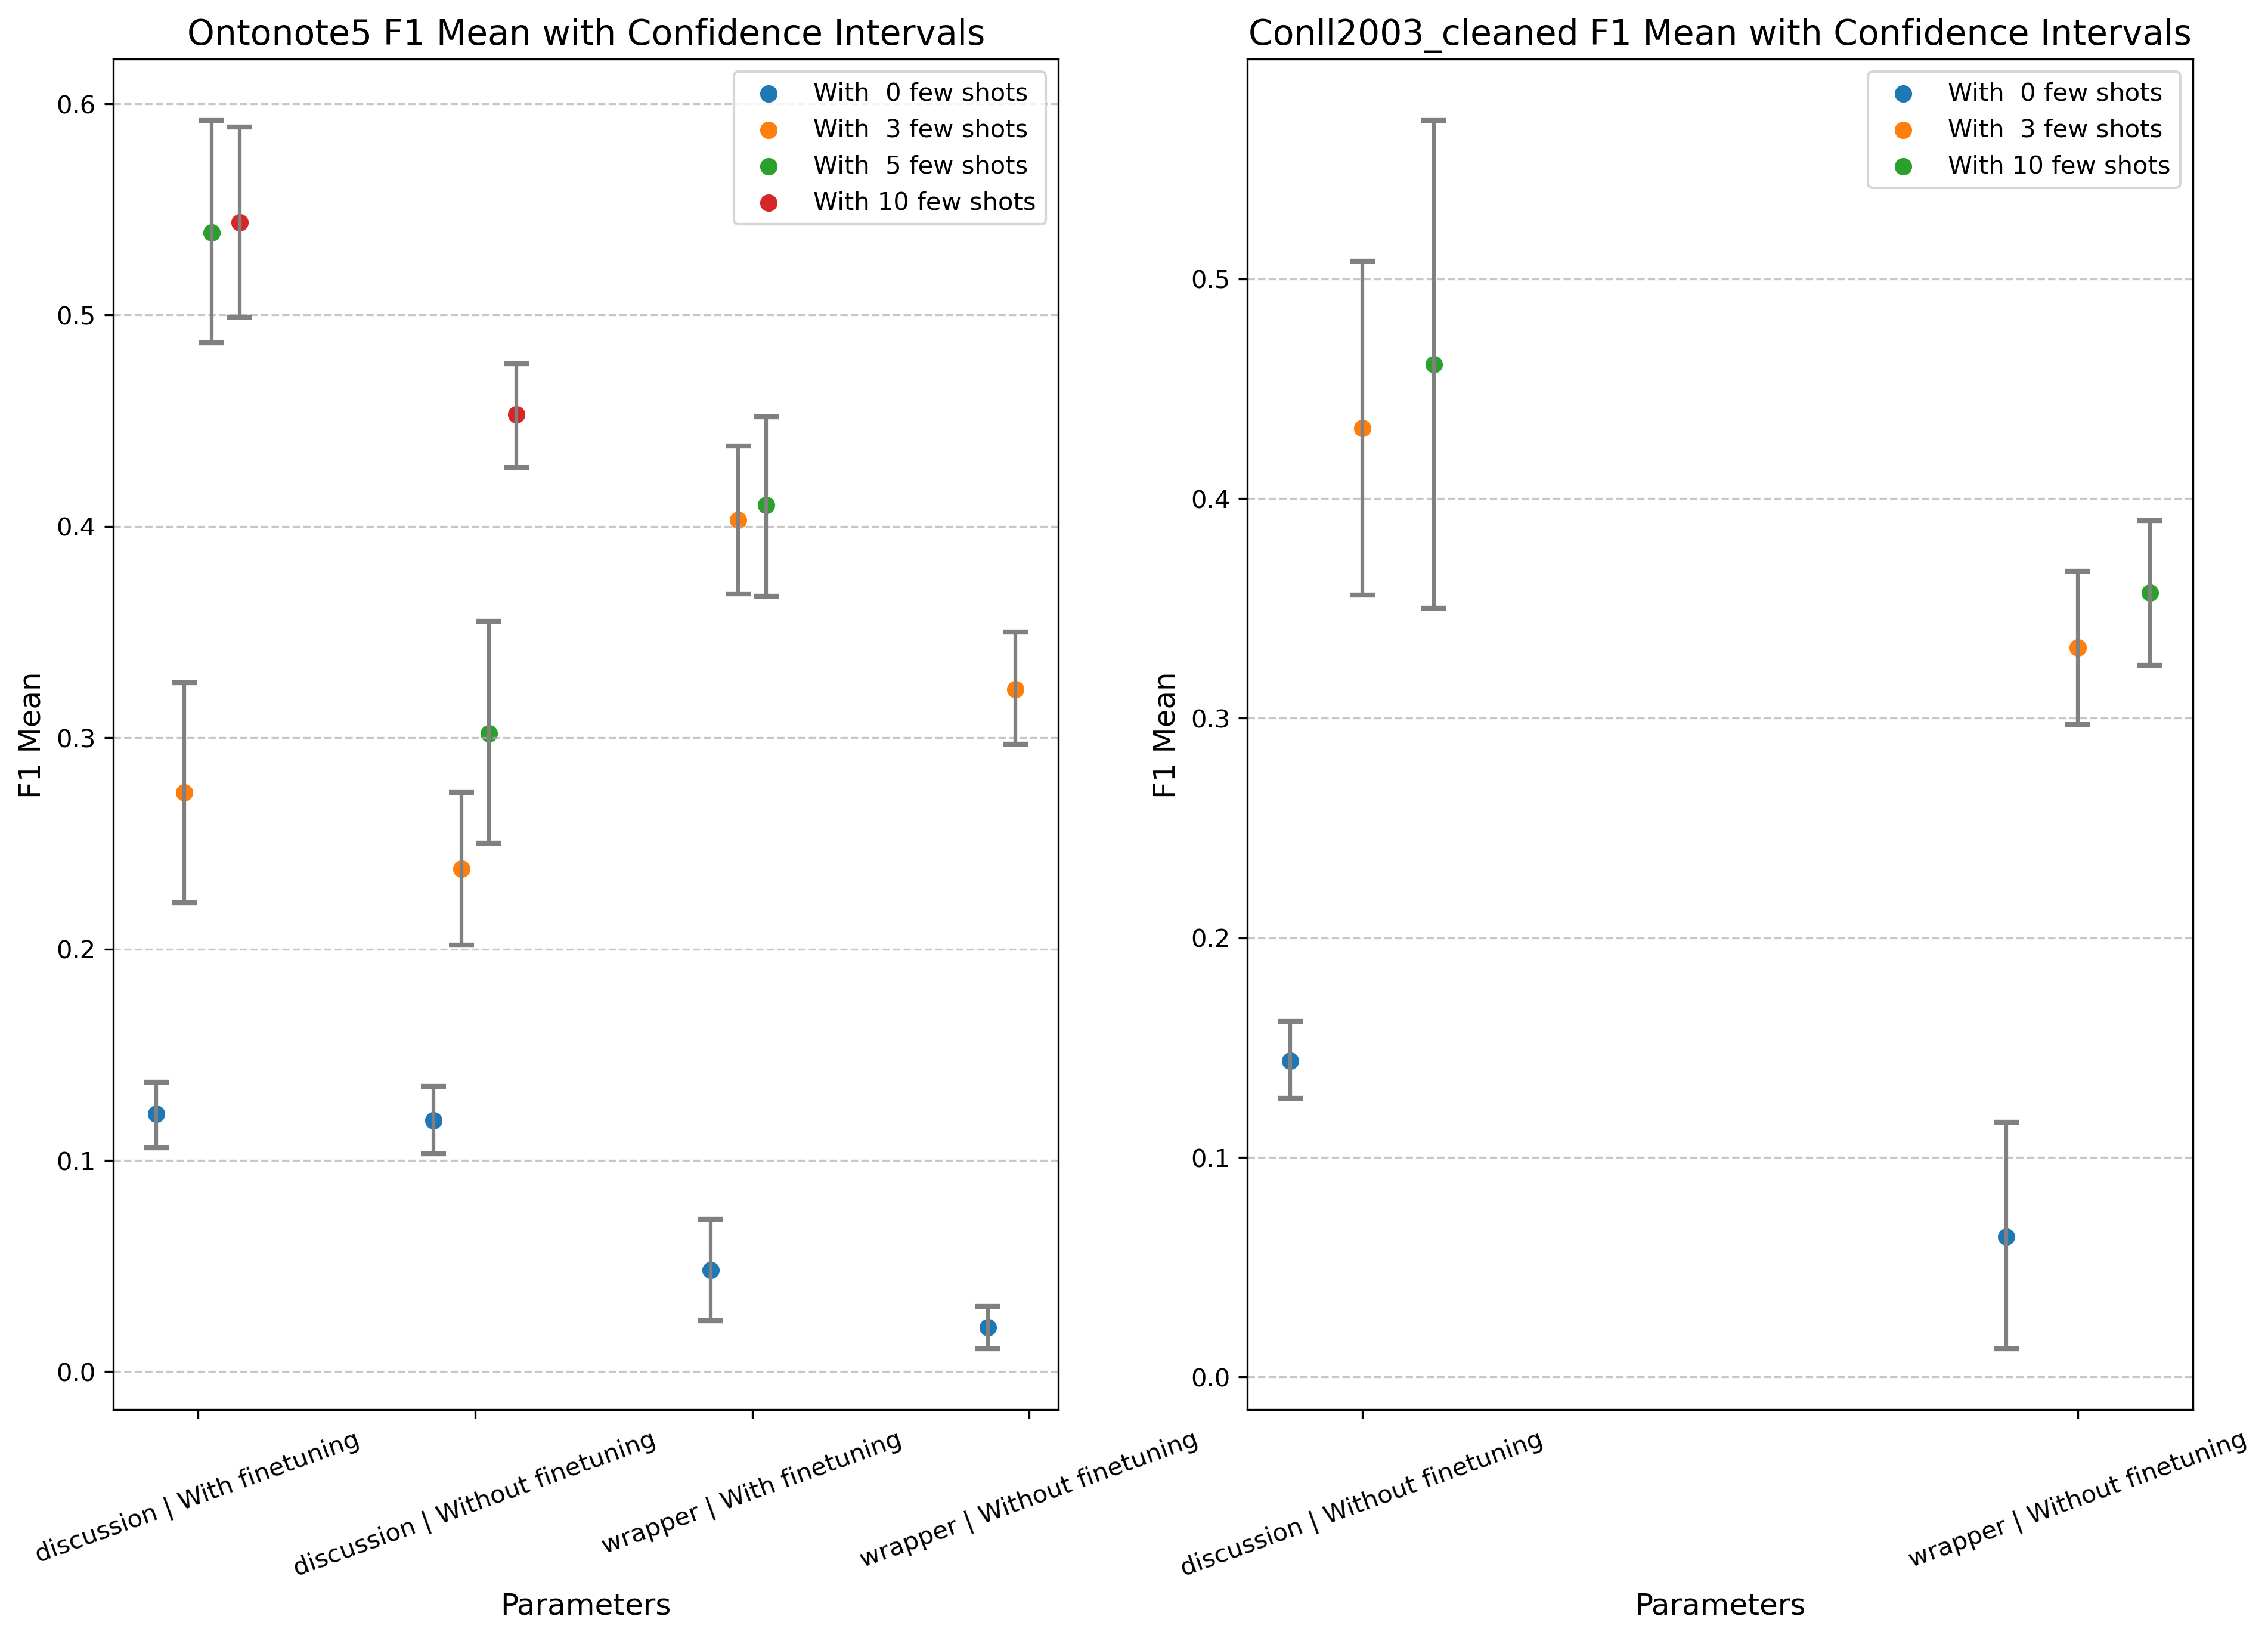 Ontonote5 F1 Mean with Confidence Intervals
With  0 few shots
With  3 few shots
With  5 few shots
With 10 few shots
0.6
0.5
0.4
0.3
0.2
0.1
0.0
F1 Mean
discussion | With finetuning
discussion | Without finetuning
wrapper | With finetuning
wrapper | Without finetuning
Parameters
Conll2003_cleaned F1 Mean with Confidence Intervals
With  0 few shots
With  3 few shots
With 10 few shots
0.5
0.4
0.3
0.2
0.1
0.0
F1 Mean
discussion | Without finetuning
wrapper | Without finetuning
Parameters